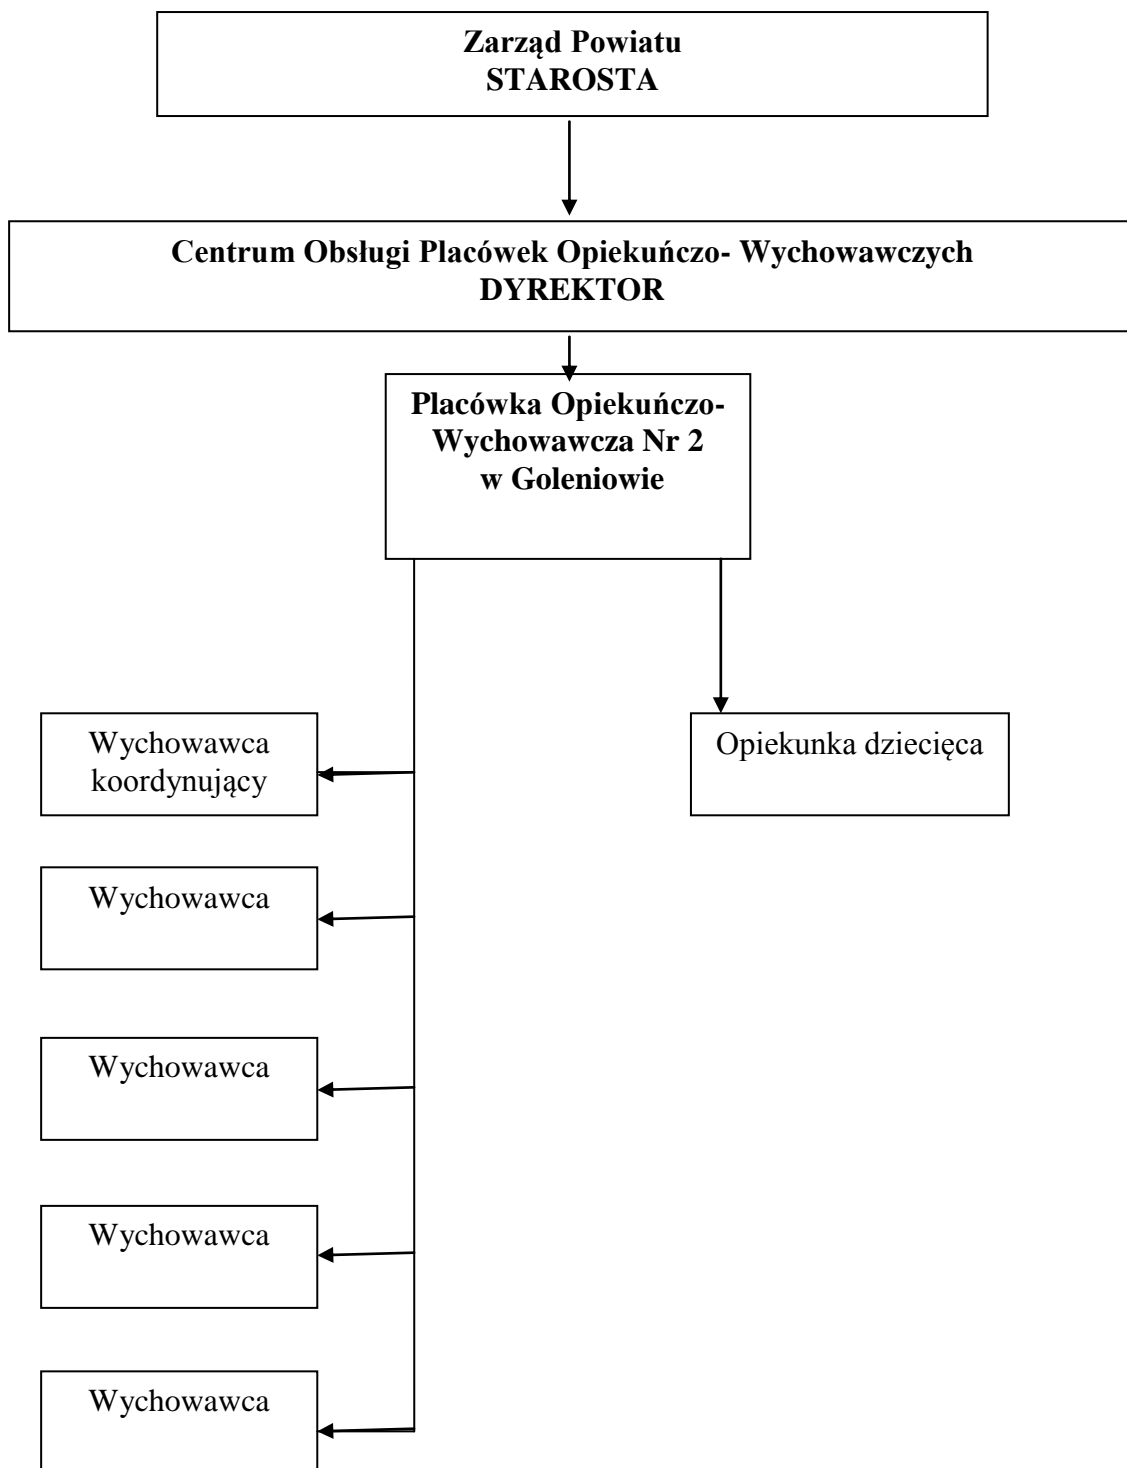 Zarząd Powiatu
STAROSTA
Centrum Obsługi Placówek Opiekuńczo- Wychowawczych
DYREKTOR
Placówka Opiekuńczo-
Wychowawcza Nr 2
w Goleniowie
Wychowawca
koordynujący
Opiekunka dziecięca
Wychowawca
Wychowawca
Wychowawca
Wychowawca